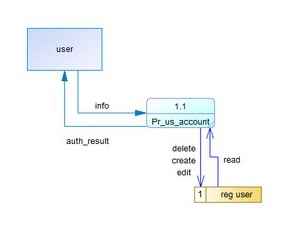 user
info
1.1
Pr_us_account
auth_result
delete
create
edit
read
1
reg user